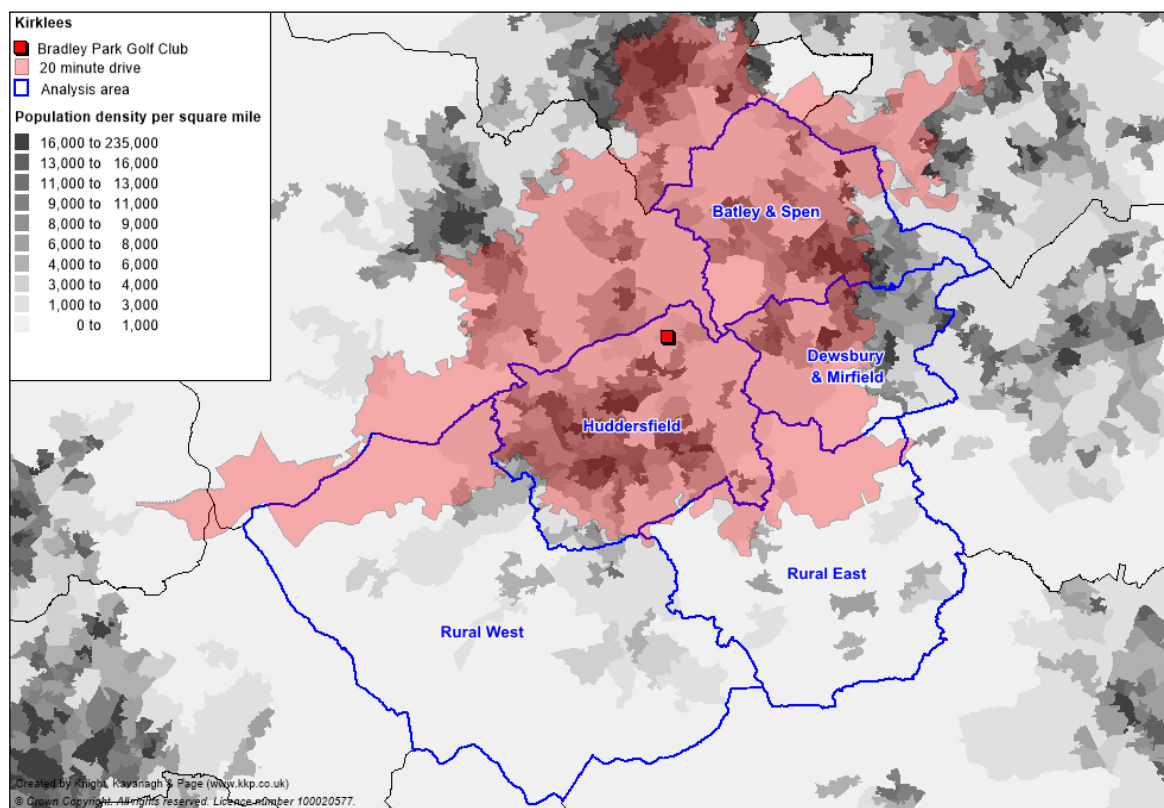 Kirklees
Bradley Park Golf Club
20 minute drive
Analysis area
Population density per square mile
16,000 to 235,000
13,000 to 16,000
11,000 to 13,000
9,000 to 11,000
8,000 to 9,000
6,000 to 8,000
4,000 to 6,000
3,000 to 4,000
1,000 to 3,000
0 to 1,000
Batley & Spen
Dewsbury
& Mirfield
Huddersfield
Rural East
Rural West
Created by Knight, Kavanagh & Page (www.kkp.co.uk)
© Crown Copyright. All rights reserved. Licence number 100020577.